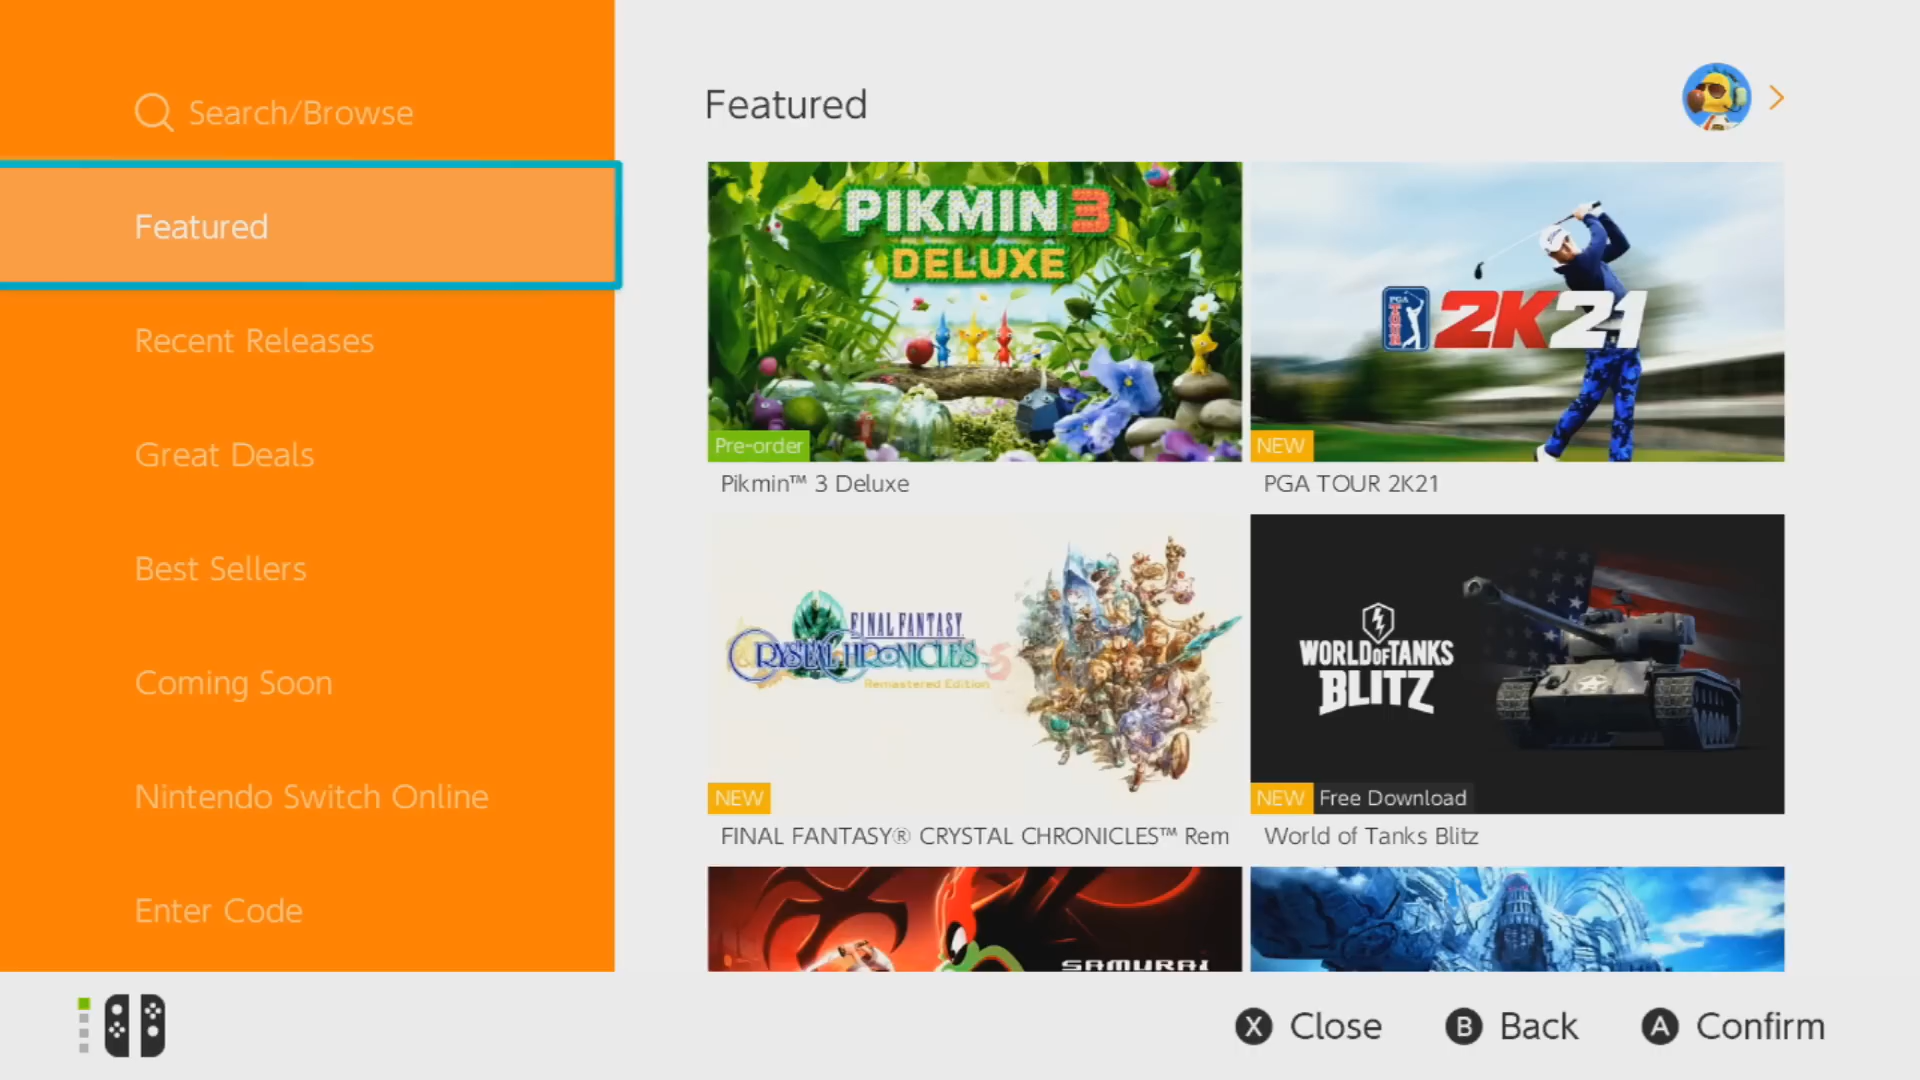 Search/Browse
Featured
Recent Releases
Great Deals
Best Sellers
Coming Soon
Nintendo Switch Online
Enter Code
Featured
PIKMIN 3
DELUXE
Pre-order
Pikmin™ 3 Deluxe
PGA
TOUR
2K21
NEW
PGA TOUR 2K21
FINAL FANTASY
CRYSTAL CHRONICLES
Remastered Edition
NEW
FINAL FANTASY® CRYSTAL CHRONICLES™ Rem
WORLD OF TANKS
BLITZ
NEW Free Download
World of Tanks Blitz
SAMURAI
X Close
B Back
A Confirm